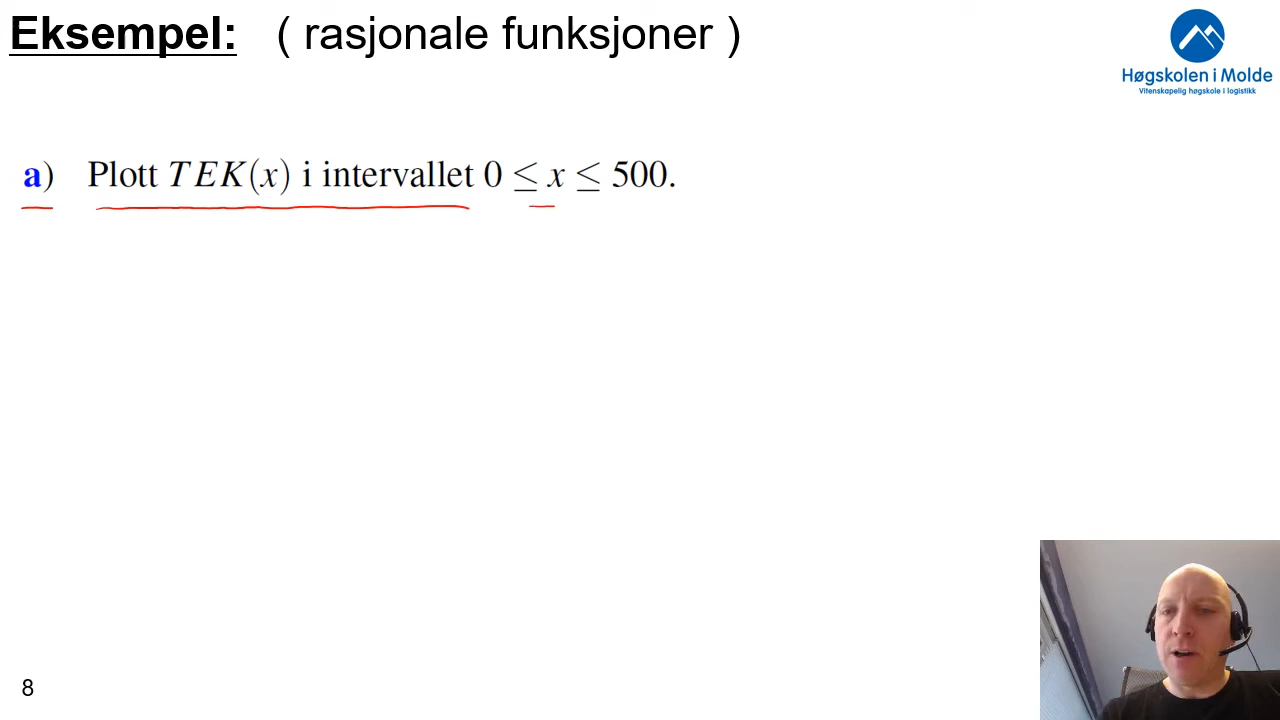 Eksempel: ( rasjonale funksjoner )
Høgskolen i Molde
Vitenskapelig høgskole i logistikk
a) Plott TEK(x) i intervallet 0 ≤ x ≤ 500.
8